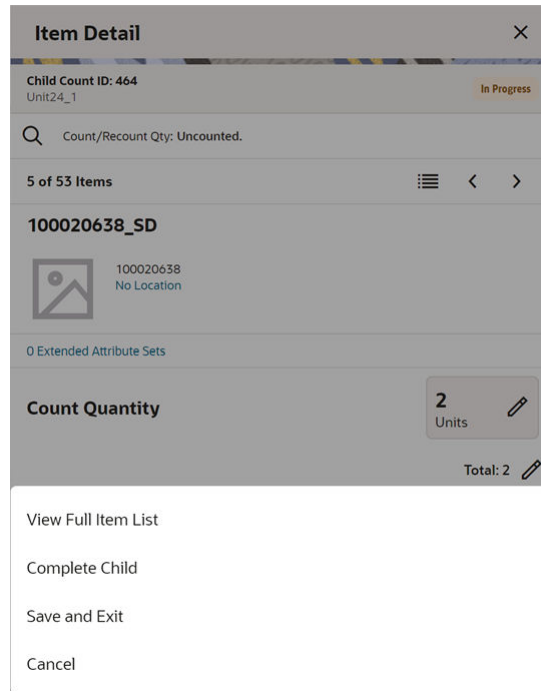 Item Detail
Child Count ID: 464
Unit24_1
In Progress
Count/Recount Qty: Uncounted.
5 of 53 Items
100020638_SD
100020638
No Location
0 Extended Attribute Sets
Count Quantity
2
Units
Total: 2
View Full Item List
Complete Child
Save and Exit
Cancel